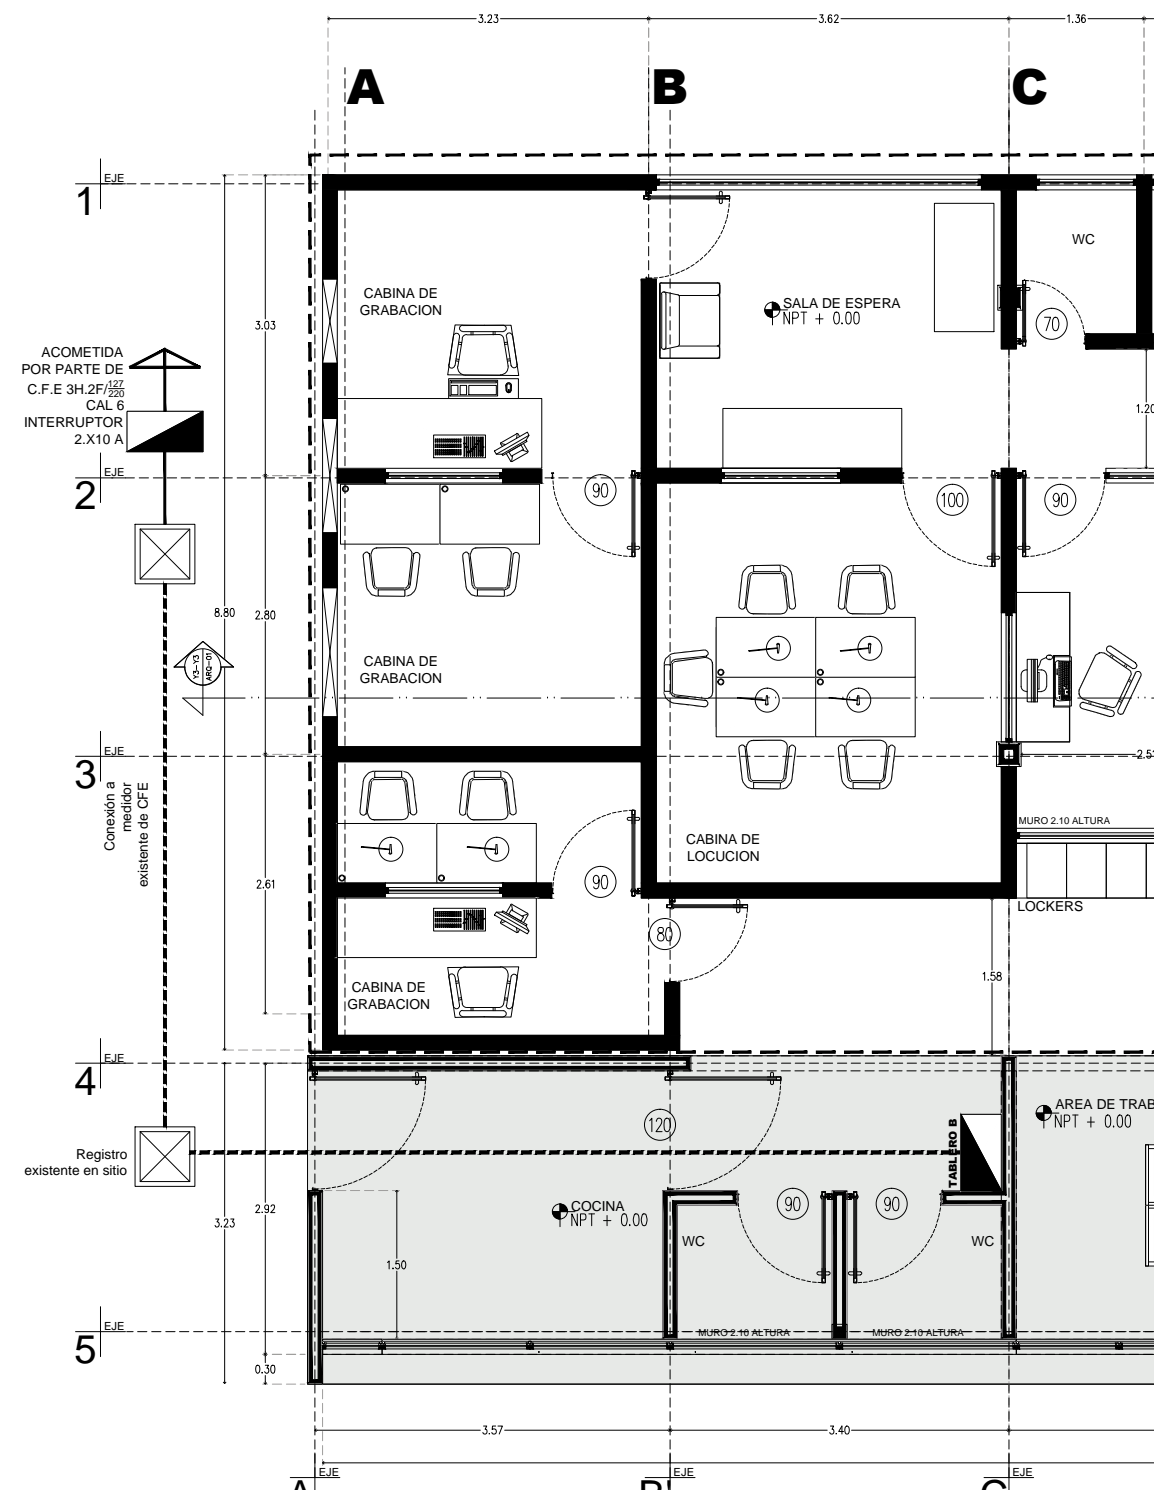 3.23
3.62
1.36
A
B
C
EJE
1
WC
CABINA DE
GRABACION
SALA DE ESPERA
NPT + 0.00
3.03
70
ACOMETIDA
POR PARTE DE
C.F.E 3H.2F/127/220
CAL 6
INTERRUPTOR
2.X10 A
1.20
EJE
2
90
100
90
8.80
2.80
Y3-Y3
ARQ-01
CABINA DE
GRABACION
EJE
3
2.53
Conexión a
medidor
existente de CFE
MURO 2.10 ALTURA
CABINA DE
LOCUCION
2.61
90
LOCKERS
80
1.58
CABINA DE
GRABACION
EJE
4
AREA DE TRAB
NPT + 0.00
120
TABLERO B
Registro
existente en sitio
COCINA
NPT + 0.00
90
90
3.23
2.92
WC
WC
1.50
EJE
5
MURO 2.10 ALTURA
MURO 2.10 ALTURA
0.30
3.57
3.40
EJE
EJE
EJE
A
B'
C